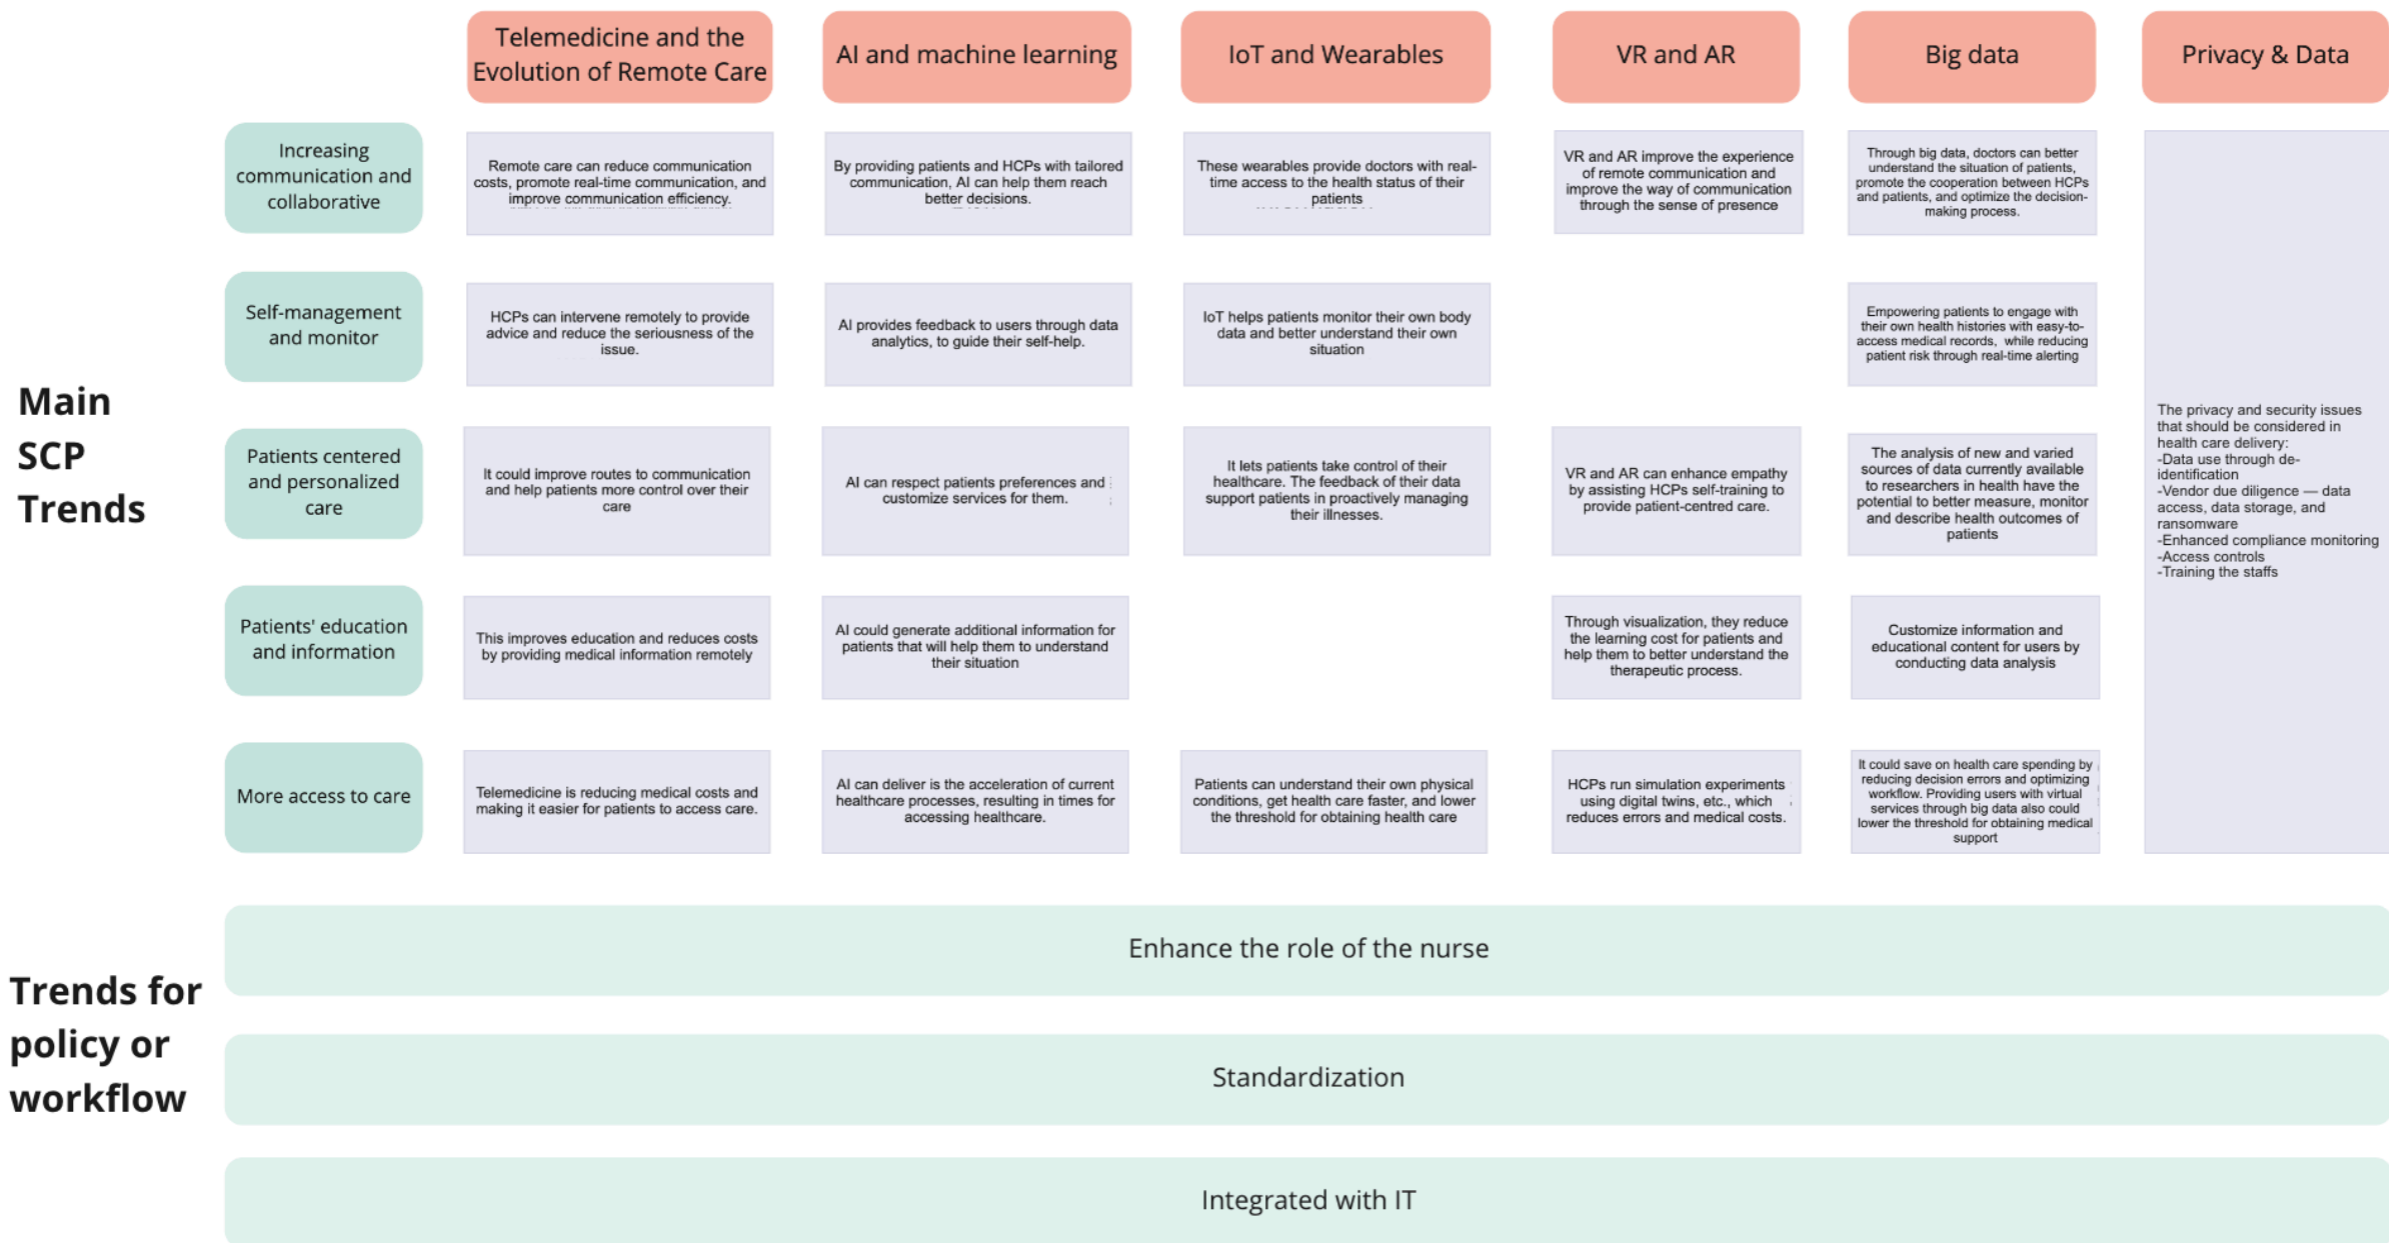 Telemedicine and the
Evolution of Remote Care
AI and machine learning
IoT and Wearables
VR and AR
Big data
Privacy & Data
Main
SCP
Trends
Increasing
communication and
collaborative
Remote care can reduce communication
costs, promote real-time communication, and
improve communication efficiency.
By providing patients and HCPs with tailored
communication, AI can help them reach
better decisions.
These wearables provide doctors with real-
time access to the health status of their
patients
VR and AR improve the experience
of remote communication and
improve the way of communication
through the sense of presence
Through big data, doctors can better
understand the situation of patients,
promote the cooperation between HCPs
and patients, and optimize the decision-
making process.
Self-management
and monitor
HCPs can intervene remotely to provide
advice and reduce the seriousness of the
issue.
AI provides feedback to users through data
analytics, to guide their self-help.
IoT helps patients monitor their own body
data and better understand their own
situation
Empowering patients to engage with
their own health histories with easy-to-
access medical records, while reducing
patient risk through real-time alerting
Patients centered
and personalized
care
It could improve routes to communication
and help patients more control over their
care
AI can respect patients preferences and
customize services for them.
It lets patients take control of their
healthcare. The feedback of their data
support patients in proactively managing
their illnesses.
VR and AR can enhance empathy
by assisting HCPs self-training to
provide patient-centred care.
The analysis of new and varied
sources of data currently available
to researchers in health have the
potential to better measure, monitor
and describe health outcomes of
patients
The privacy and security issues
that should be considered in
health care delivery:
-Data use through de-
identification
-Vendor due diligence — data
access, data storage, and
ransomware
-Enhanced compliance monitoring
-Access controls
-Training the staffs
Patients' education
and information
This improves education and reduces costs
by providing medical information remotely
AI could generate additional information for
patients that will help them to understand
their situation
Through visualization, they reduce
the learning cost for patients and
help them to better understand the
therapeutic process.
Customize information and
educational content for users by
conducting data analysis
More access to care
Telemedicine is reducing medical costs and
making it easier for patients to access care.
AI can deliver is the acceleration of current
healthcare processes, resulting in times for
accessing healthcare.
Patients can understand their own physical
conditions, get health care faster, and lower
the threshold for obtaining health care
HCPs run simulation experiments
using digital twins, etc., which
reduces errors and medical costs.
It could save on health care spending by
reducing decision errors and optimizing
workflow. Providing users with virtual
services through big data also could
lower the threshold for obtaining medical
support
Trends for
policy or
workflow
Enhance the role of the nurse
Standardization
Integrated with IT